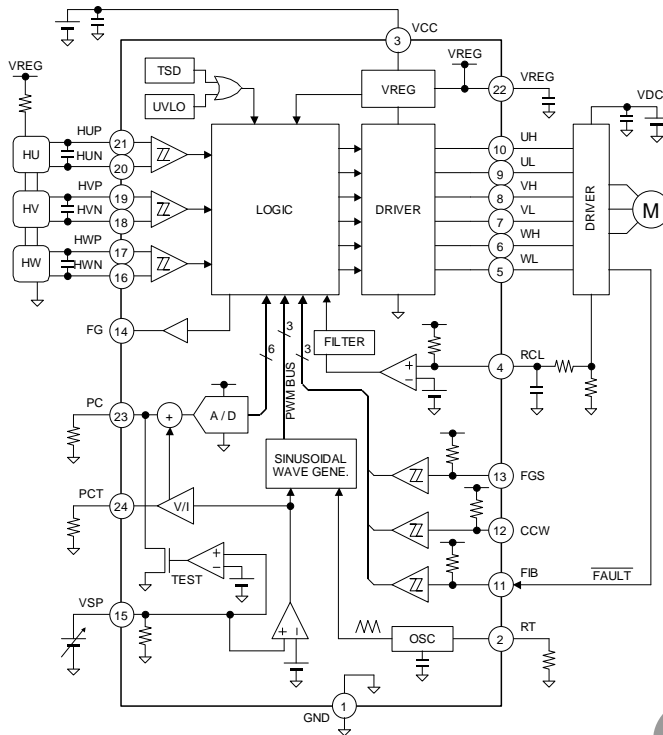 VCC
3
VREG
TSD
UVLO
VREG
VREG
22
VDC
HUP
21
HU
HUN
20
HVP
19
HV
HVN
18
HWP
17
HW
HWN
16
LOGIC
DRIVER
UH
10
UL
9
VH
8
VL
7
WH
6
WL
5
DRIVER
M
FG
14
6
3
3
PWM BUS
FILTER
+
−
RCL
4
PC
23
+
A / D
SINUSOIDAL
WAVE GENE.
13
FGS
PCT
24
V/I
12
CCW
TEST
+
−
11
FIB
FAULT
VSP
15
+
−
OSC
2
RT
1
GND